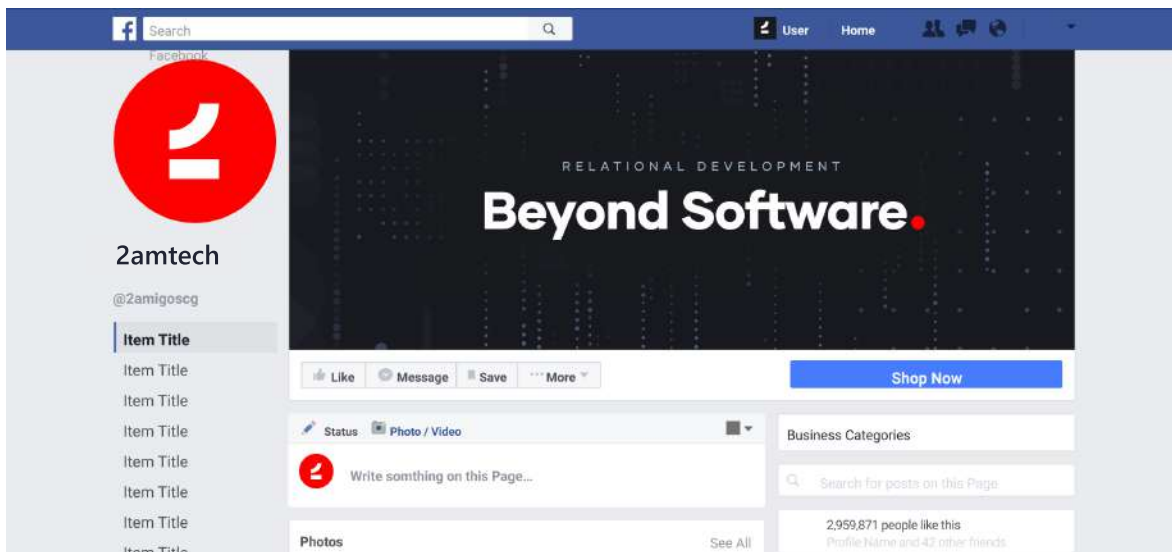 f
Search
User
Home
Facebook
2amtech
@2amigoscg
RELATIONAL DEVELOPMENT
Beyond Software.
Item Title
Item Title
Item Title
Item Title
Item Title
Item Title
Item Title
Item Title
Like
Message
Save
More
Shop Now
Status
Photo / Video
Write somthing on this Page...
Photos
See All
Business Categories
Search for posts on this Page
2,959,871 people like this
Profile Name and 42 other friends